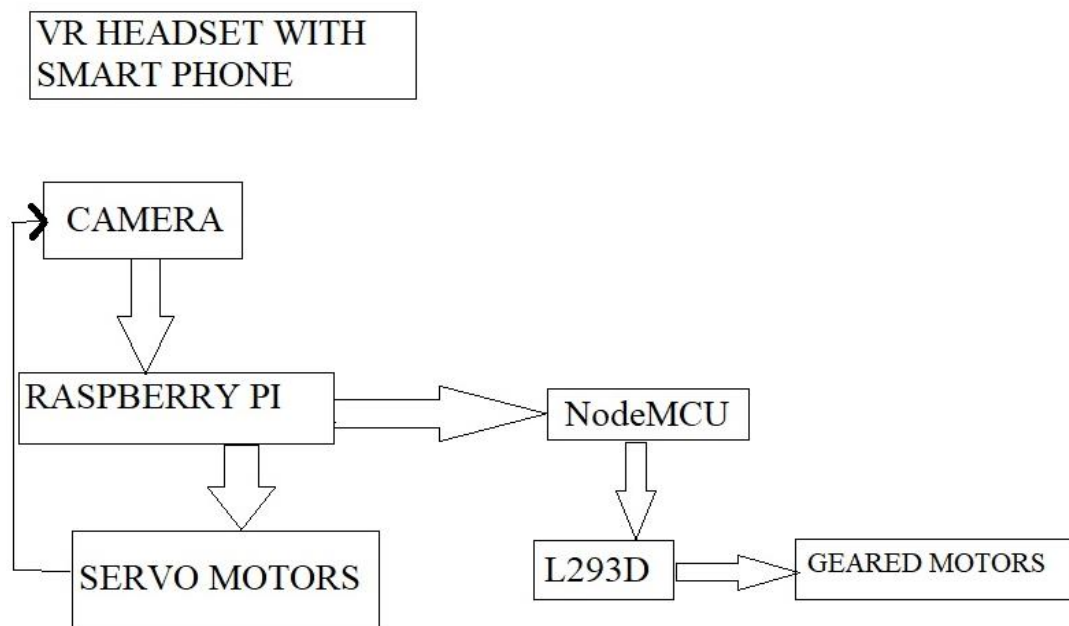 VR HEADSET WITH
SMART PHONE
CAMERA
RASPBERRY PI
NodeMCU
SERVO MOTORS
L293D
GEARED MOTORS